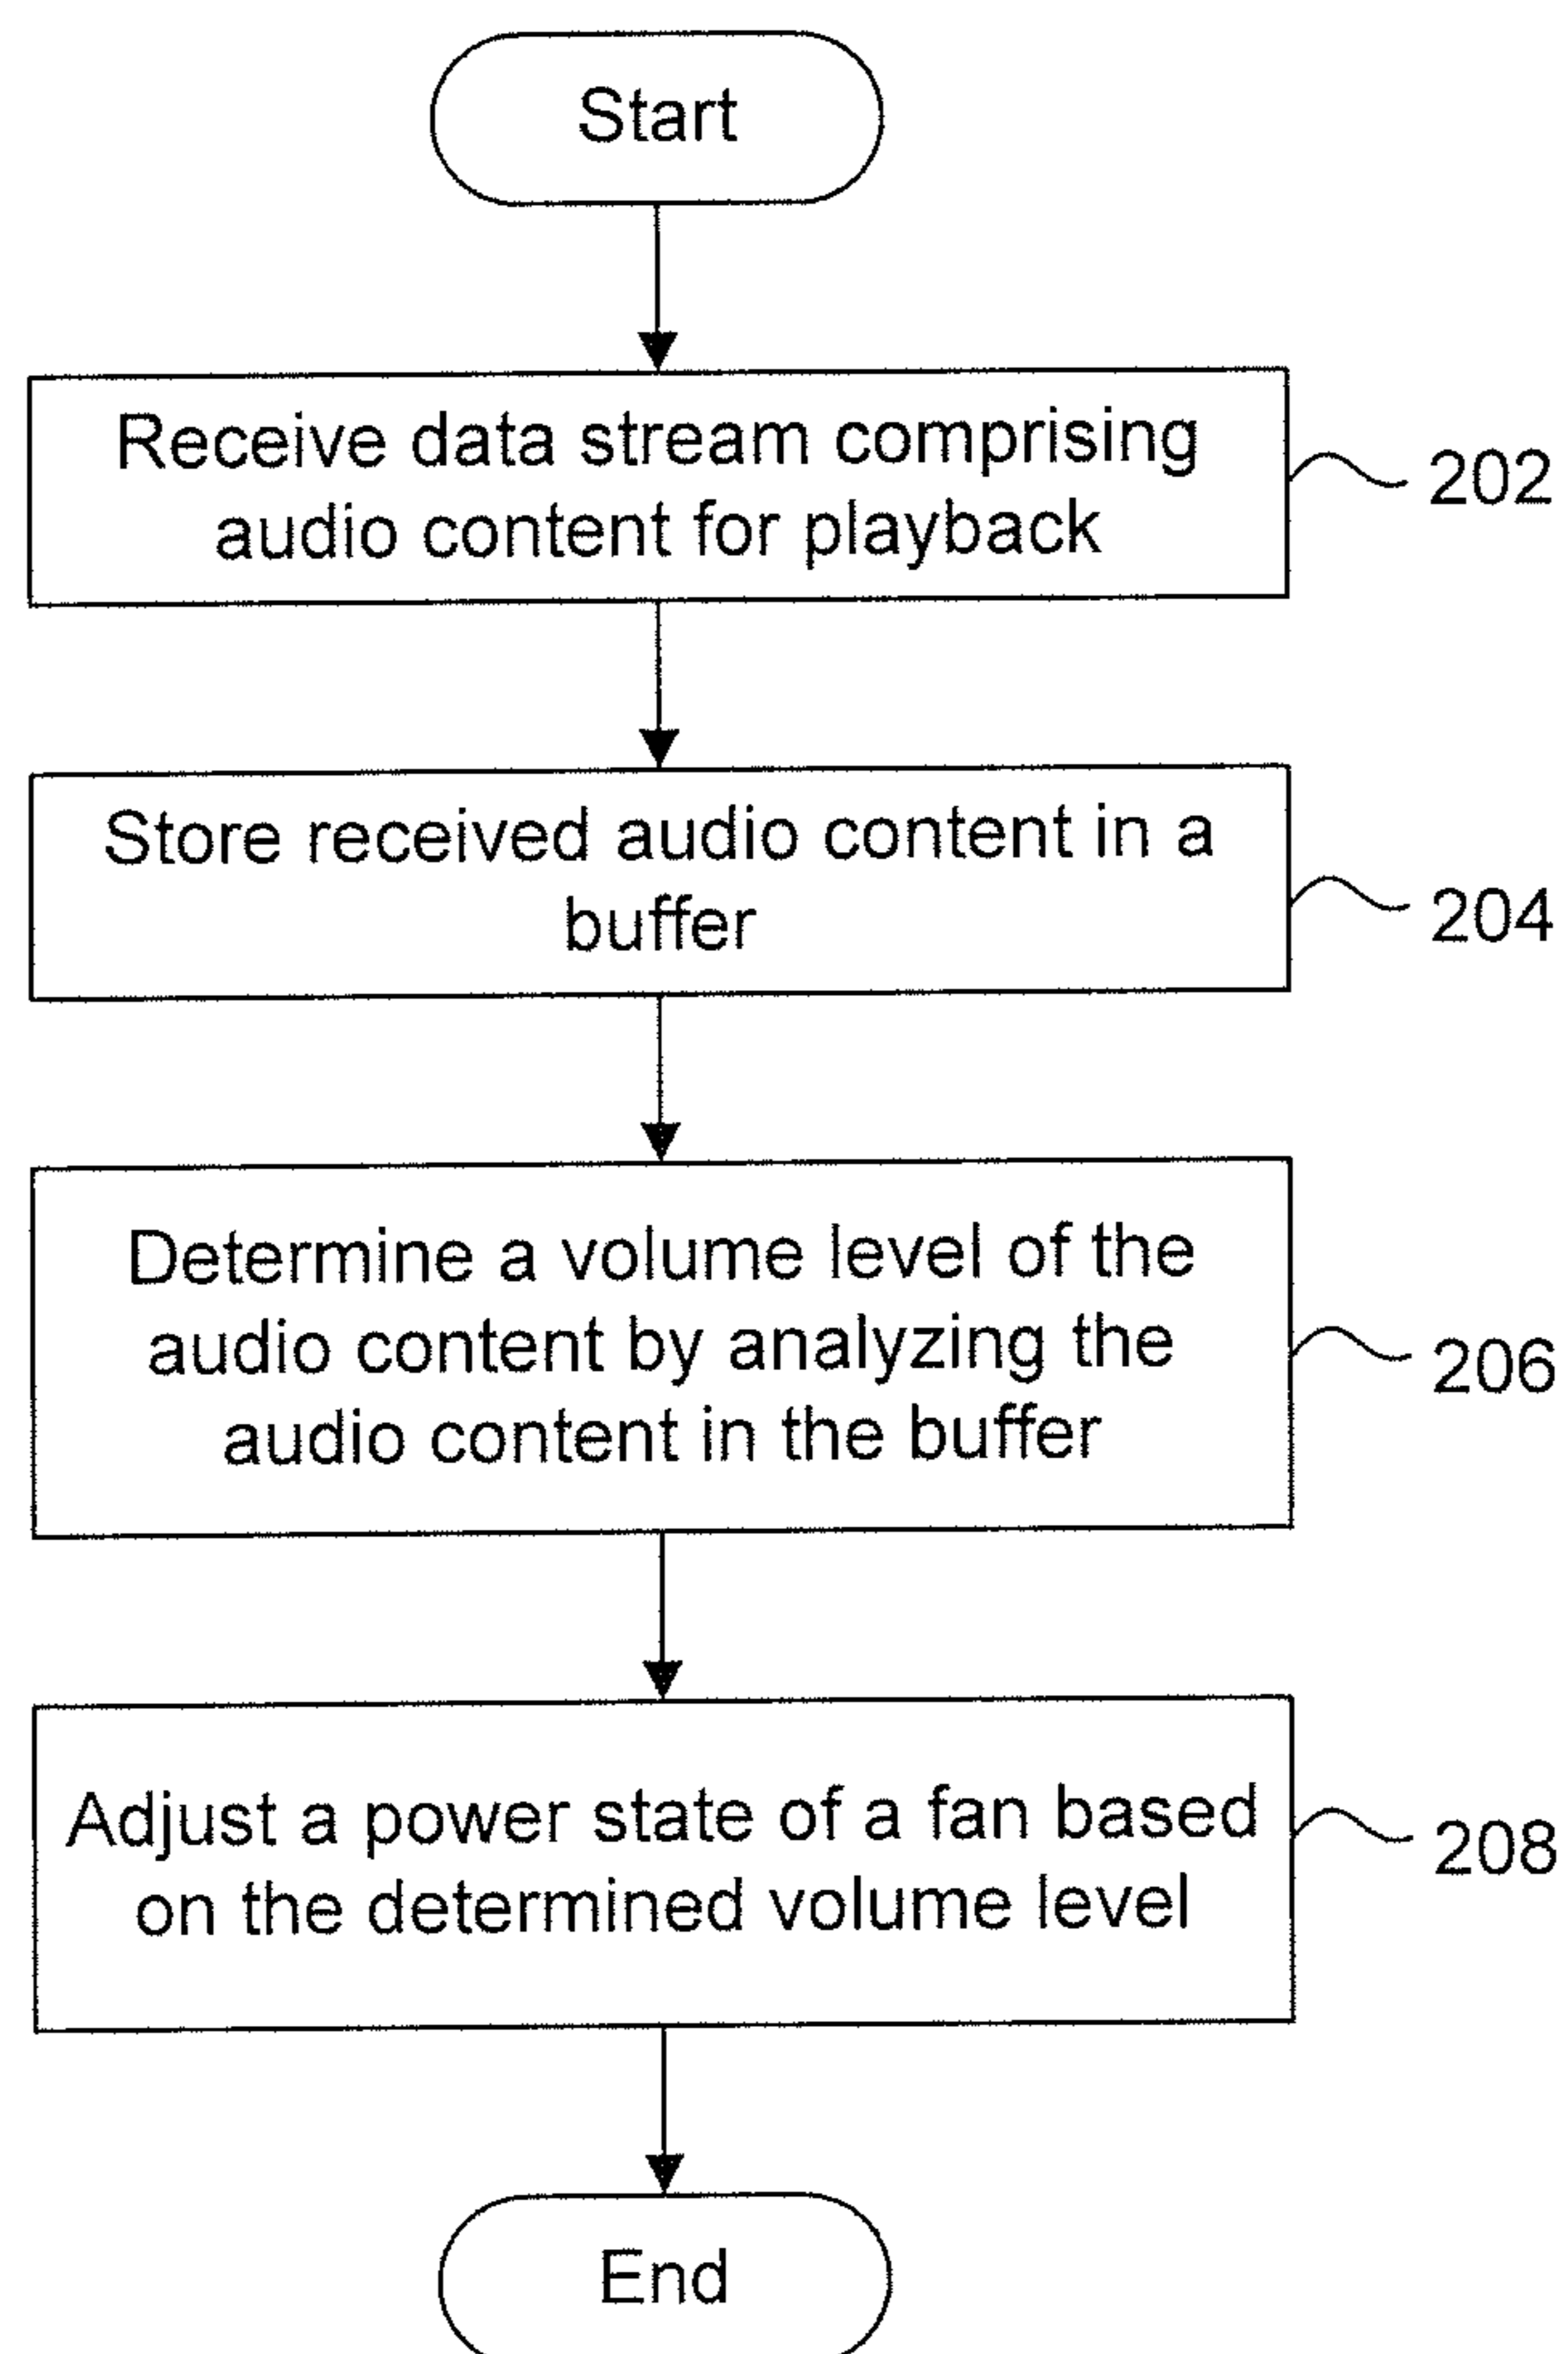 Start
Receive data stream comprising
audio content for playback
202
Store received audio content in a
buffer
204
Determine a volume level of the
audio content by analyzing the
audio content in the buffer
206
Adjust a power state of a fan based
on the determined volume level
208
End